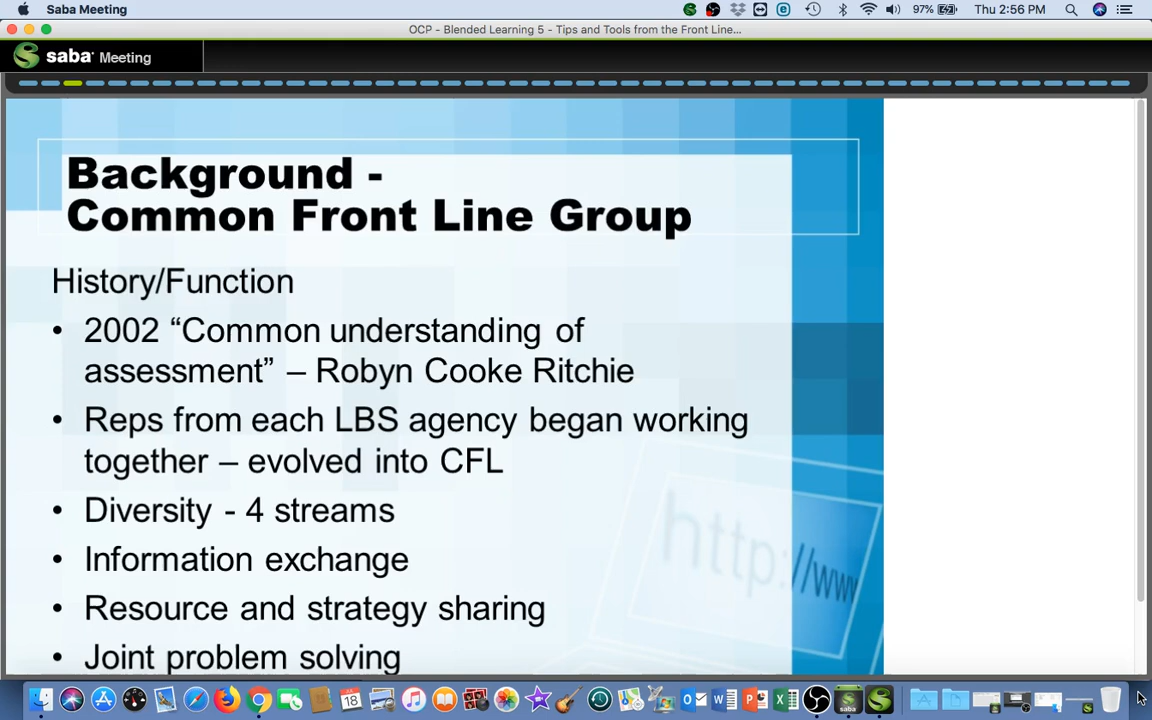 Saba Meeting
97%
Thu 2:56 PM
OCP - Blended Learning 5 - Tips and Tools from the Front Line...
saba Meeting
Background -
Common Front Line Group
History/Function
• 2002 “Common understanding of
assessment” – Robyn Cooke Ritchie
• Reps from each LBS agency began working
together – evolved into CFL
• Diversity - 4 streams
• Information exchange
• Resource and strategy sharing
• Joint problem solving
http://www
18
saba